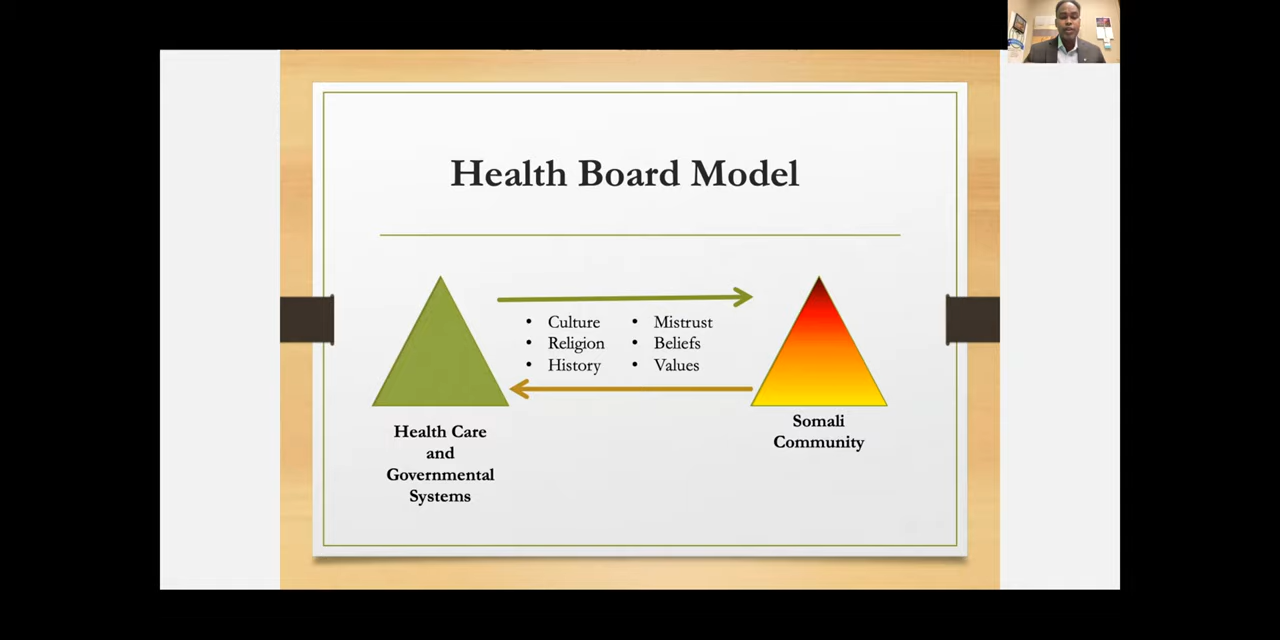 Health Board Model
• Culture
• Religion
• History
• Mistrust
• Beliefs
• Values
Health Care
and
Governmental
Systems
Somali
Community